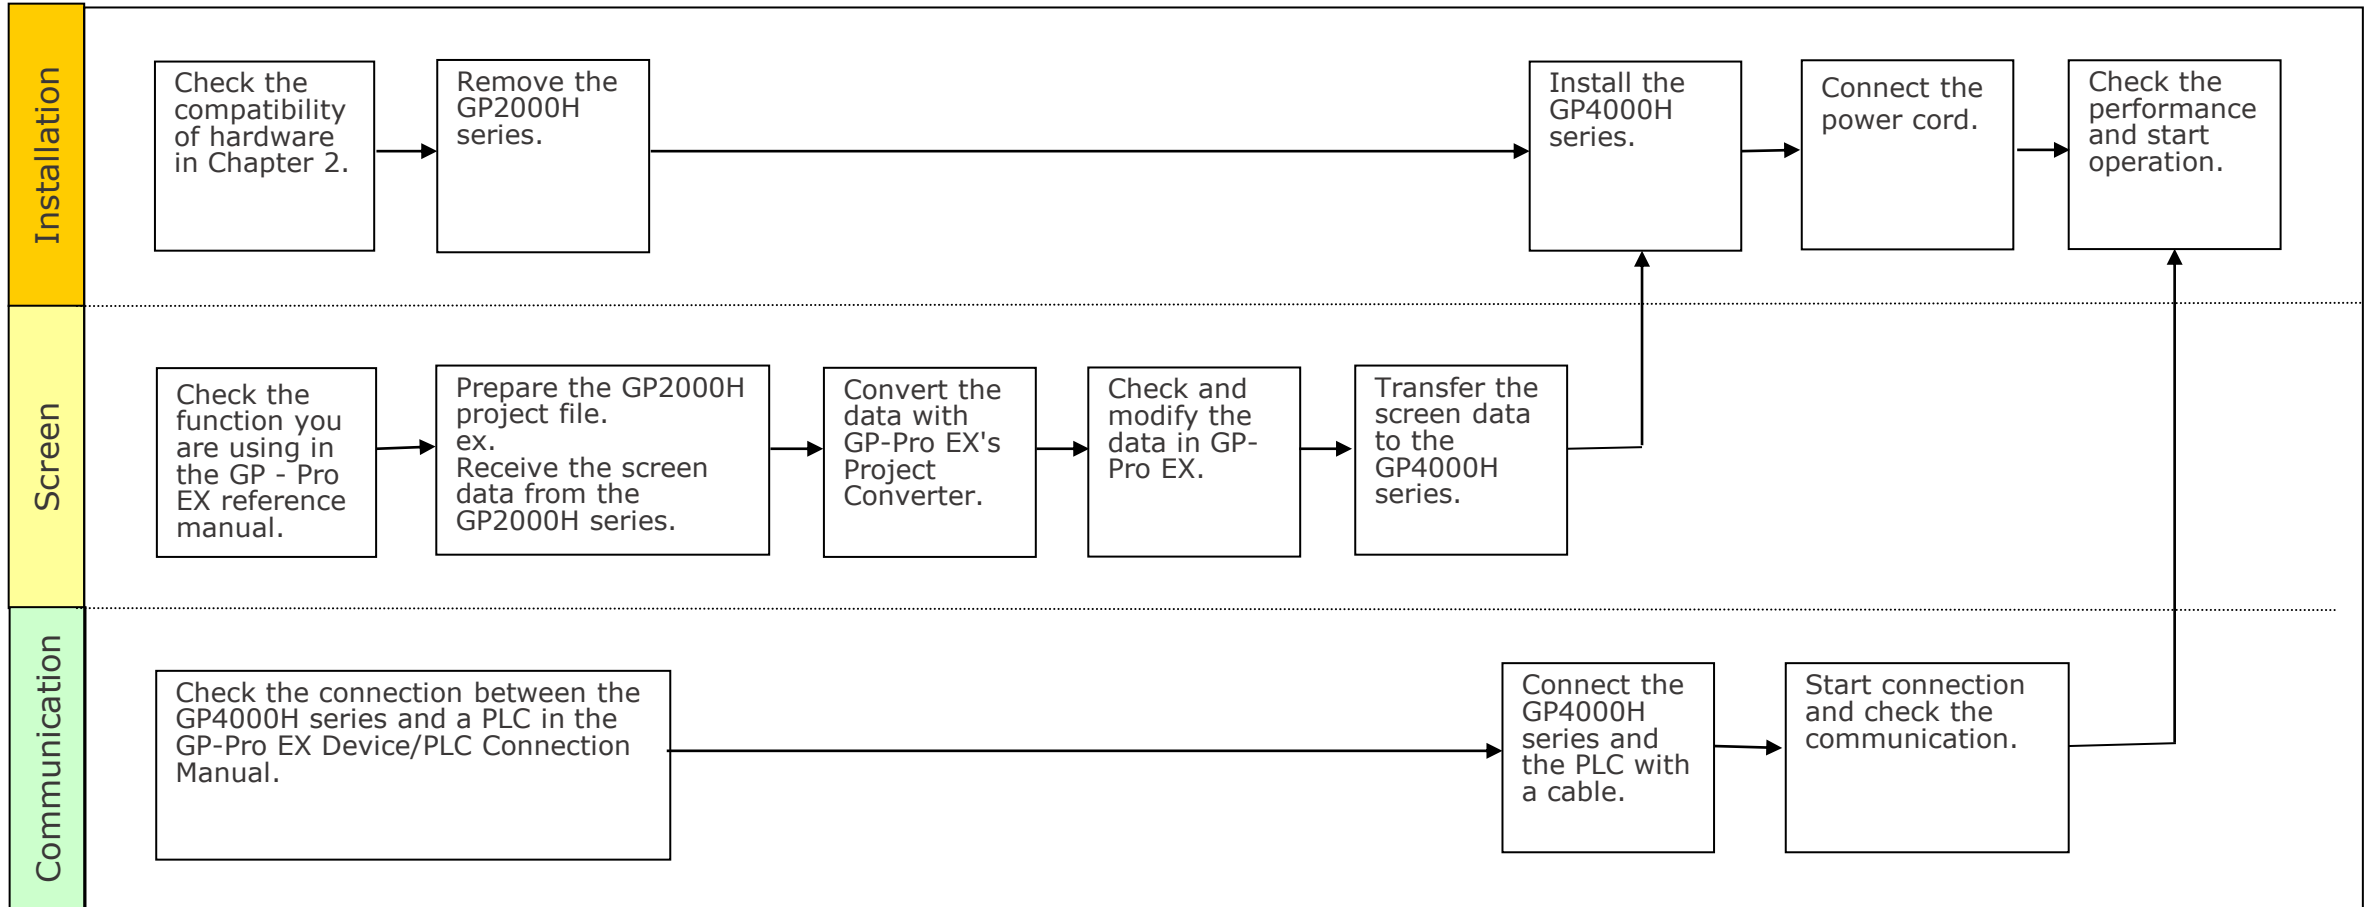 Installation
Check the
compatibility
of hardware
in Chapter 2.
Remove the
GP2000H
series.
Install the
GP4000H
series.
Connect the
power cord.
Check the
performance
and start
operation.
Screen
Check the
function you
are using in
the GP - Pro
EX reference
manual.
Prepare the GP2000H
project file.
ex.
Receive the screen
data from the
GP2000H series.
Convert the
data with
GP-Pro EX's
Project
Converter.
Check and
modify the
data in GP-
Pro EX.
Transfer the
screen data
to the
GP4000H
series.
Communication
Check the connection between the
GP4000H series and a PLC in the
GP-Pro EX Device/PLC Connection
Manual.
Connect the
GP4000H
series and
the PLC with
a cable.
Start connection
and check the
communication.